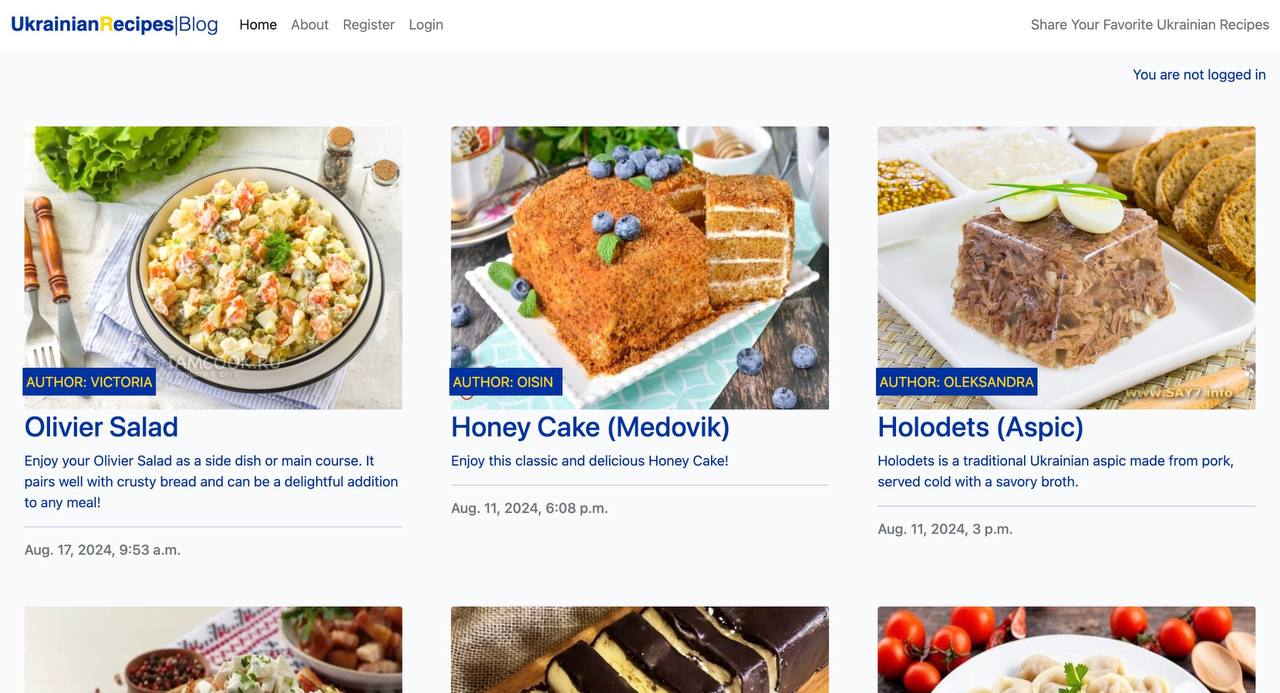 UkrainianRecipes|Blog Home About Register Login Share Your Favorite Ukrainian Recipes
You are not logged in
IAMCOOK.RU
www.SAY7.info
AUTHOR: VICTORIA
AUTHOR: OISIN
AUTHOR: OLEKSANDRA
Olivier Salad
Enjoy your Olivier Salad as a side dish or main course. It
pairs well with crusty bread and can be a delightful addition
to any meal!
Aug. 17, 2024, 9:53 a.m.
Honey Cake (Medovik)
Enjoy this classic and delicious Honey Cake!
Aug. 11, 2024, 6:08 p.m.
Holodets (Aspic)
Holodets is a traditional Ukrainian aspic made from pork,
served cold with a savory broth.
Aug. 11, 2024, 3 p.m.